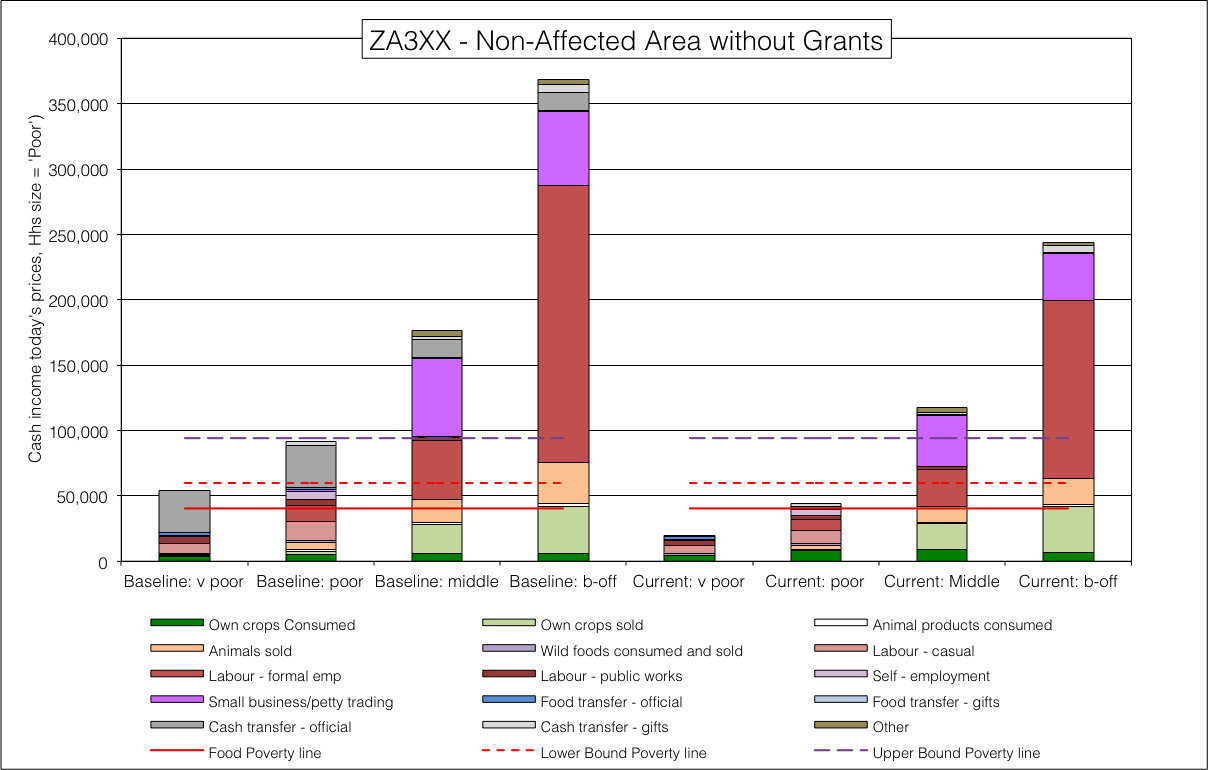 ZA3XX - Non-Affected Area without Grants
Cash income today's prices, Hhs size = 'Poor')
400,000
350,000
300,000
250,000
200,000
150,000
100,000
50,000
0
Baseline: v poor Baseline: poor Baseline: middle Baseline: b-off Current: v poor Current: poor Current: Middle Current: b-off
Own crops Consumed Own crops sold Animal products consumed
Animals sold Wild foods consumed and sold Labour - casual
Labour - formal emp Labour - public works Self - employment
Small business/petty trading Food transfer - official Food transfer - gifts
Cash transfer - official Cash transfer - gifts Other
Food Poverty line Lower Bound Poverty line Upper Bound Poverty line